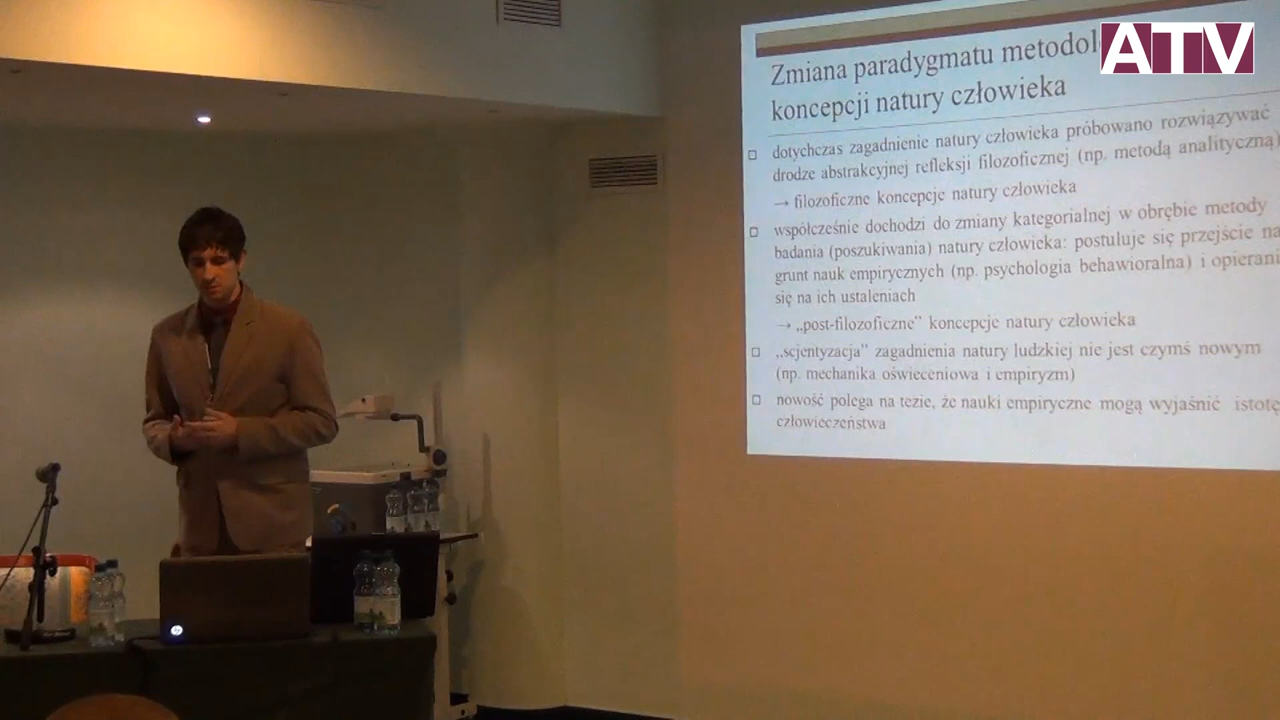 ATV
Zmiana paradygmatu
koncepcji natury człowieka
dotychczas zagadnienie natury człowieka próbowano rozwiązywać
drodze abstrakcyjnej refleksji filozoficznej (np. metodą analityczną)
→ filozoficzne koncepcje natury człowieka
współcześnie dochodzi do zmiany kategorialnej w obrębie metody
badania (poszukiwania) natury człowieka: postuluje się przejście na
grunt nauk empirycznych (np. psychologia behawioralna) i
się na ich ustaleniach
→ „post-filozoficzne” koncepcje natury człowieka
„scjentyzacja” zagadnienia natury ludzkiej nie jest czymś nowym
(np. mechanika oświeceniowa i empiryzm)
nowość polega na tezie, że nauki empiryczne mogą wyjaśnić istotę
człowieczeństwa
hp